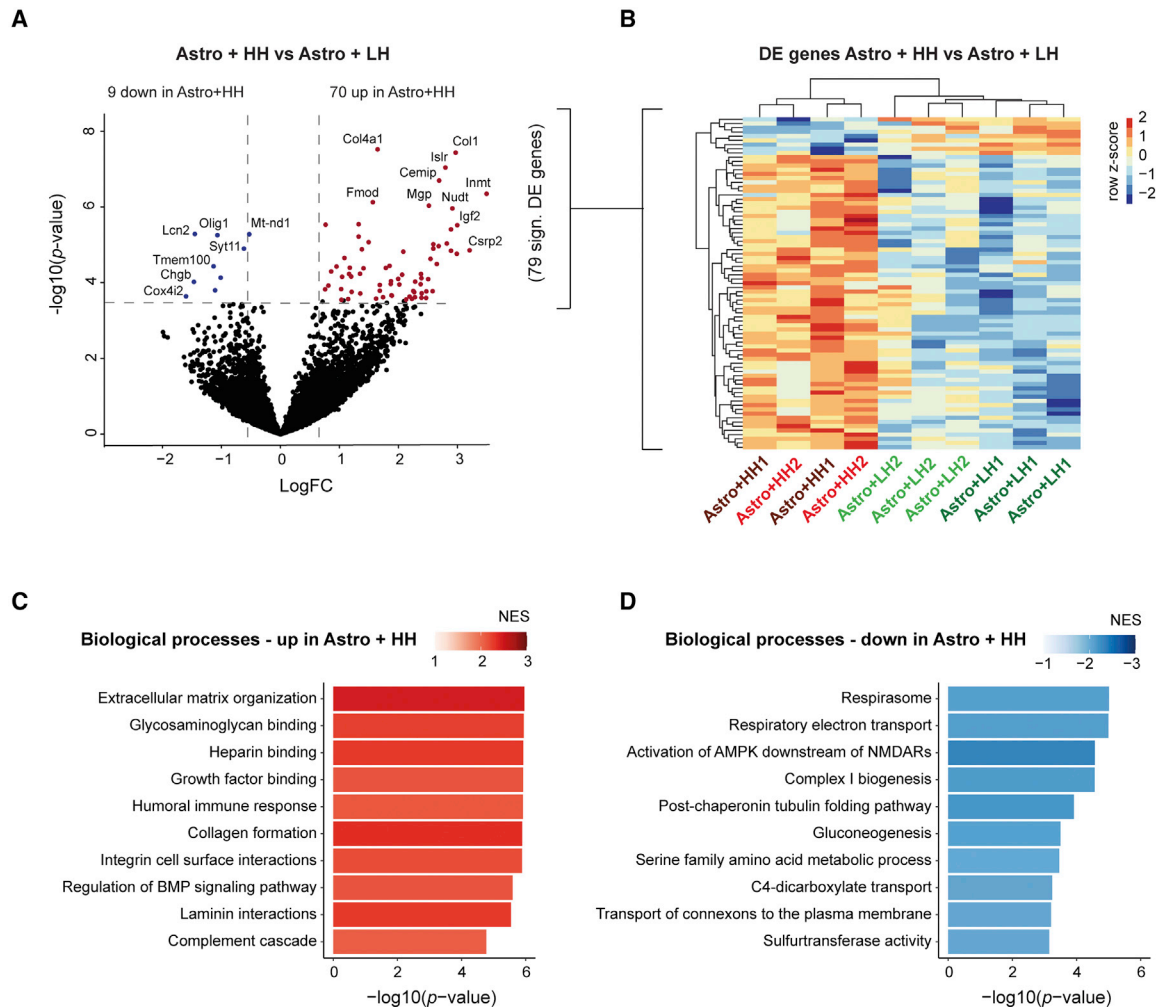 A
Astro + HH vs Astro + LH
9 down in Astro+HH
70 up in Astro+HH
8
6
4
2
0
−2
−1
0
1
2
3
-log10(p-value)
LogFC
Col4a1
Col1
Islr
Cemip
Inmt
Fmod
Mgp
Nudt
Igf2
Csrp2
Lcn2
Olig1
Mt-nd1
Syt11
Tmem100
Chgb
Cox4i2
(79 sign. DE genes)
B
DE genes Astro + HH vs Astro + LH
2
1
0
−1
−2
row z-score
Astro+HH1
Astro+HH2
Astro+HH1
Astro+HH2
Astro+LH2
Astro+LH2
Astro+LH2
Astro+LH1
Astro+LH1
Astro+LH1
C
NES
Biological processes - up in Astro + HH
1 2 3
Extracellular matrix organization
Glycosaminoglycan binding
Heparin binding
Growth factor binding
Humoral immune response
Collagen formation
Integrin cell surface interactions
Regulation of BMP signaling pathway
Laminin interactions
Complement cascade
0 2 4 6
−log10(p−value)
D
NES
Biological processes - down in Astro + HH
−1 −2 −3
Respirasome
Respiratory electron transport
Activation of AMPK downstream of NMDARs
Complex I biogenesis
Post-chaperonin tubulin folding pathway
Gluconeogenesis
Serine family amino acid metabolic process
C4-dicarboxylate transport
Transport of connexons to the plasma membrane
Sulfurtransferase activity
0 2 4 6
−log10(p−value)